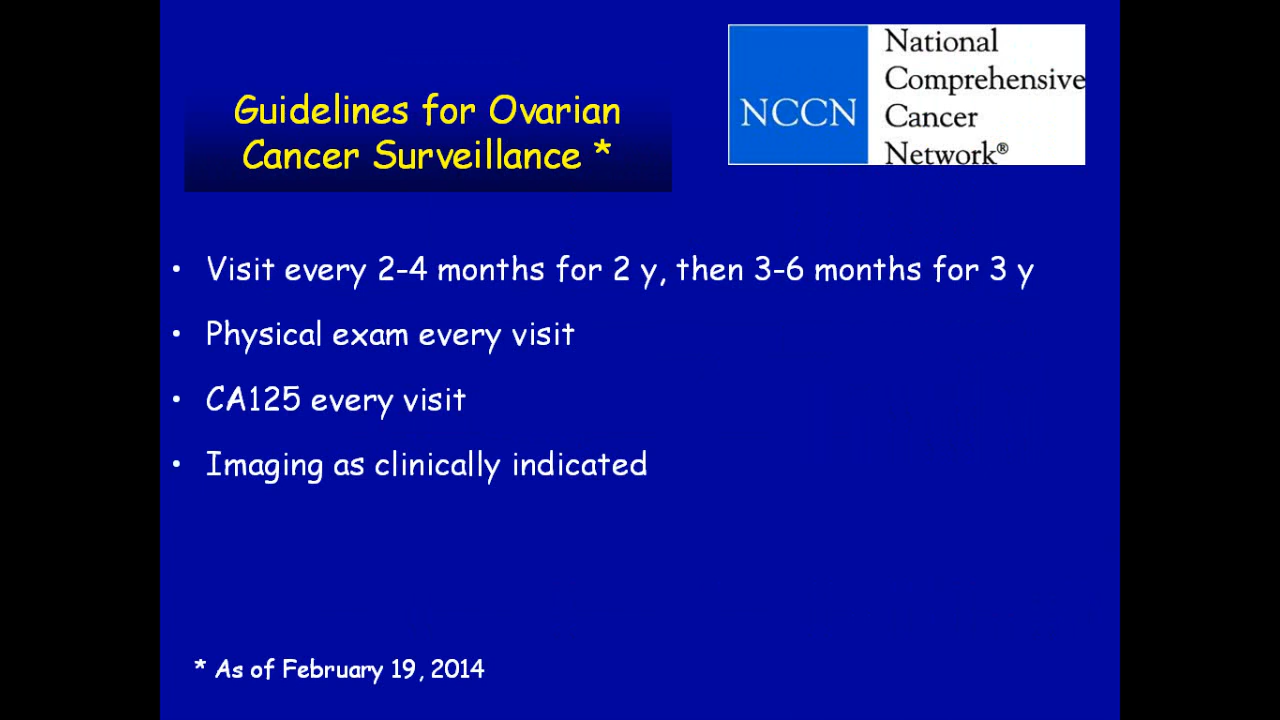 Guidelines for Ovarian
Cancer Surveillance *
NCCN
National
Comprehensive
Cancer
Network®
• Visit every 2-4 months for 2 y, then 3-6 months for 3 y
• Physical exam every visit
• CA125 every visit
• Imaging as clinically indicated
* As of February 19, 2014